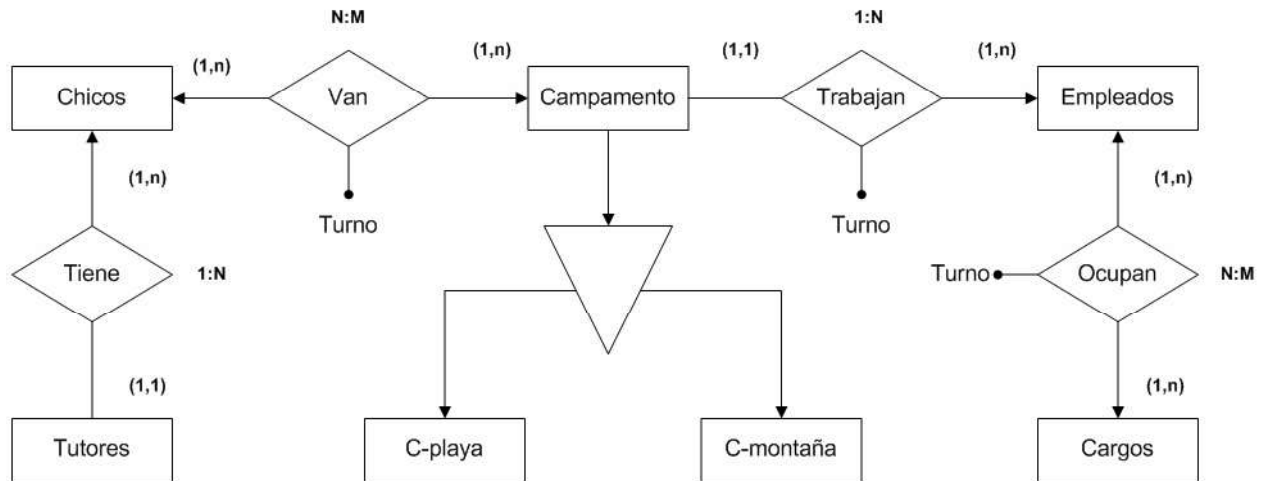 N:M
1:N
(1,n)
(1,n)
(1,1)
(1,n)
Chicos
Van
Campamento
Trabajan
Empleados
(1,n)
(1,n)
Turno
Turno
Tiene
1:N
Turno
Ocupan
N:M
(1,1)
(1,n)
Tutores
C-playa
C-montaña
Cargos